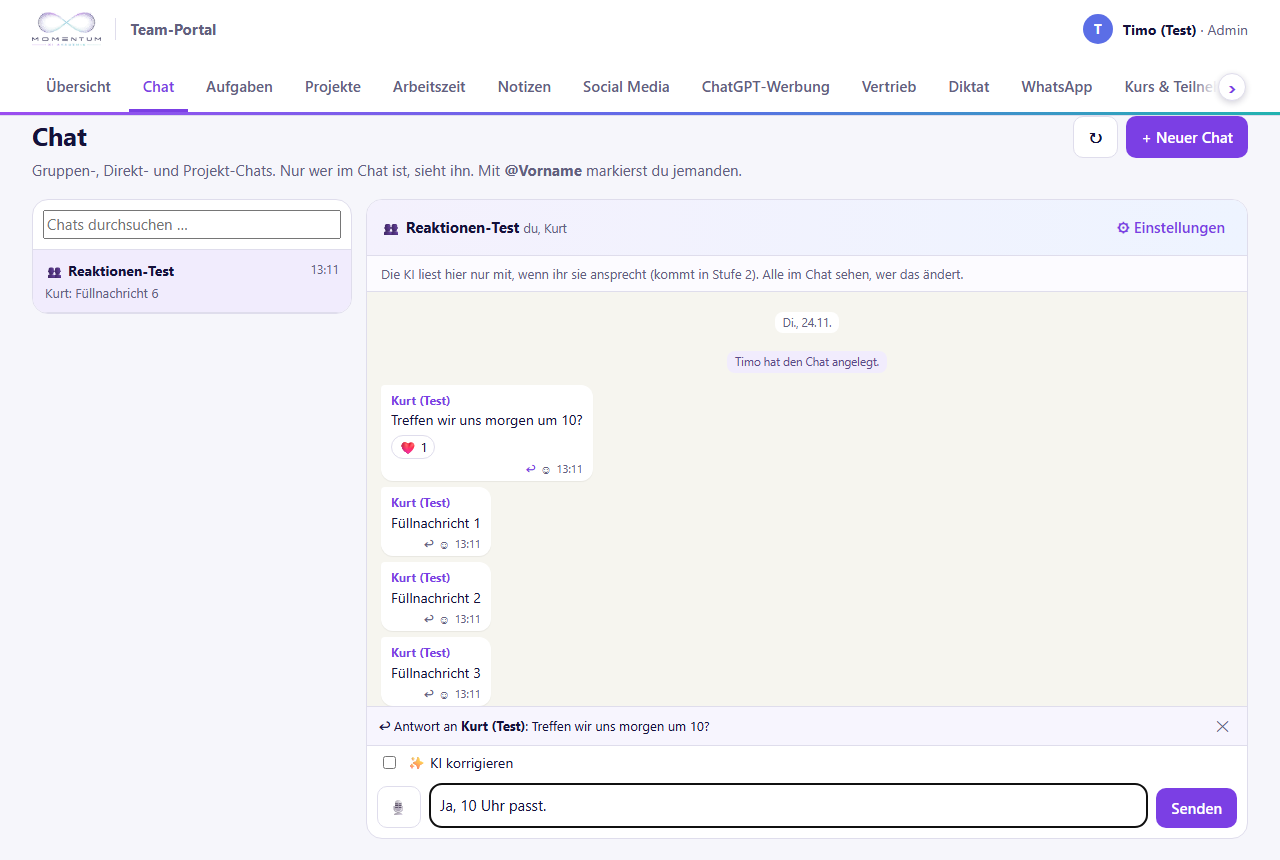 MOMENTUM
Team-Portal
T Timo (Test) · Admin
Übersicht Chat Aufgaben Projekte Arbeitszeit Notizen Social Media ChatGPT-Werbung Vertrieb Diktat WhatsApp Kurs &
Chat
↻ + Neuer Chat
Gruppen-, Direkt- und Projekt-Chats. Nur wer im Chat ist, sieht ihn. Mit @Vorname markierst du jemanden.
Chats durchsuchen ...
Reaktionen-Test 13:11
Kurt: Füllnachricht 6
Reaktionen-Test du, Kurt
⚙ Einstellungen
Die KI liest hier nur mit, wenn ihr sie ansprecht (kommt in Stufe 2). Alle im Chat sehen, wer das ändert.
Di., 24.11.
Timo hat den Chat angelegt.
Kurt (Test)
Treffen wir uns morgen um 10?
❤️ 1
↩ ☺ 13:11
Kurt (Test)
Füllnachricht 1
↩ ☺ 13:11
Kurt (Test)
Füllnachricht 2
↩ ☺ 13:11
Kurt (Test)
Füllnachricht 3
↩ ☺ 13:11
↩ Antwort an Kurt (Test): Treffen wir uns morgen um 10?
✨ KI korrigieren
Ja, 10 Uhr passt.
Senden